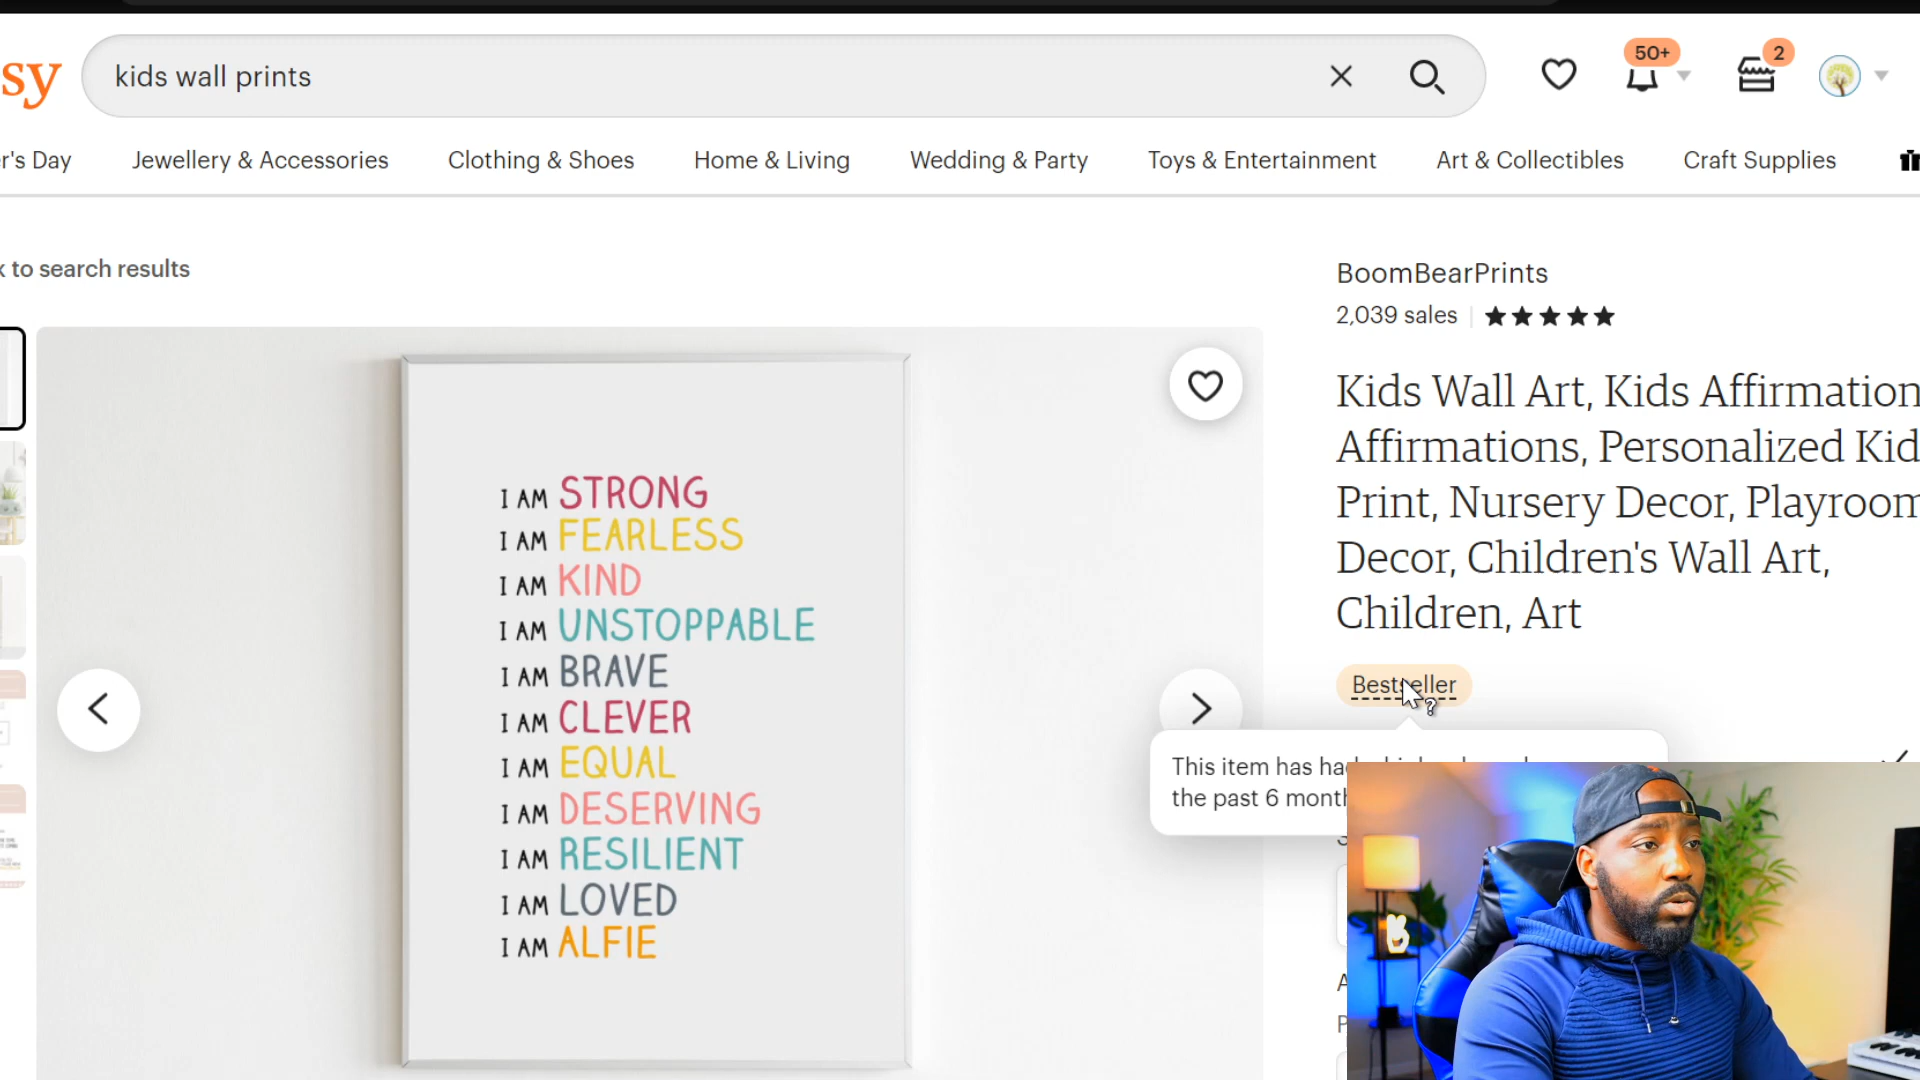 sy
kids wall prints
50+
2
r's Day
Jewellery & Accessories
Clothing & Shoes
Home & Living
Wedding & Party
Toys & Entertainment
Art & Collectibles
Craft Supplies
to search results
BoomBearPrints
2,039 sales
Kids Wall Art, Kids Affirmation
Affirmations, Personalized Kid
Print, Nursery Decor, Playroom
Decor, Children's Wall Art,
Children, Art
Bestseller
This item has had
the past 6 month
I AM STRONG
I AM FEARLESS
I AM KIND
I AM UNSTOPPABLE
I AM BRAVE
I AM CLEVER
I AM EQUAL
I AM DESERVING
I AM RESILIENT
I AM LOVED
I AM ALFIE